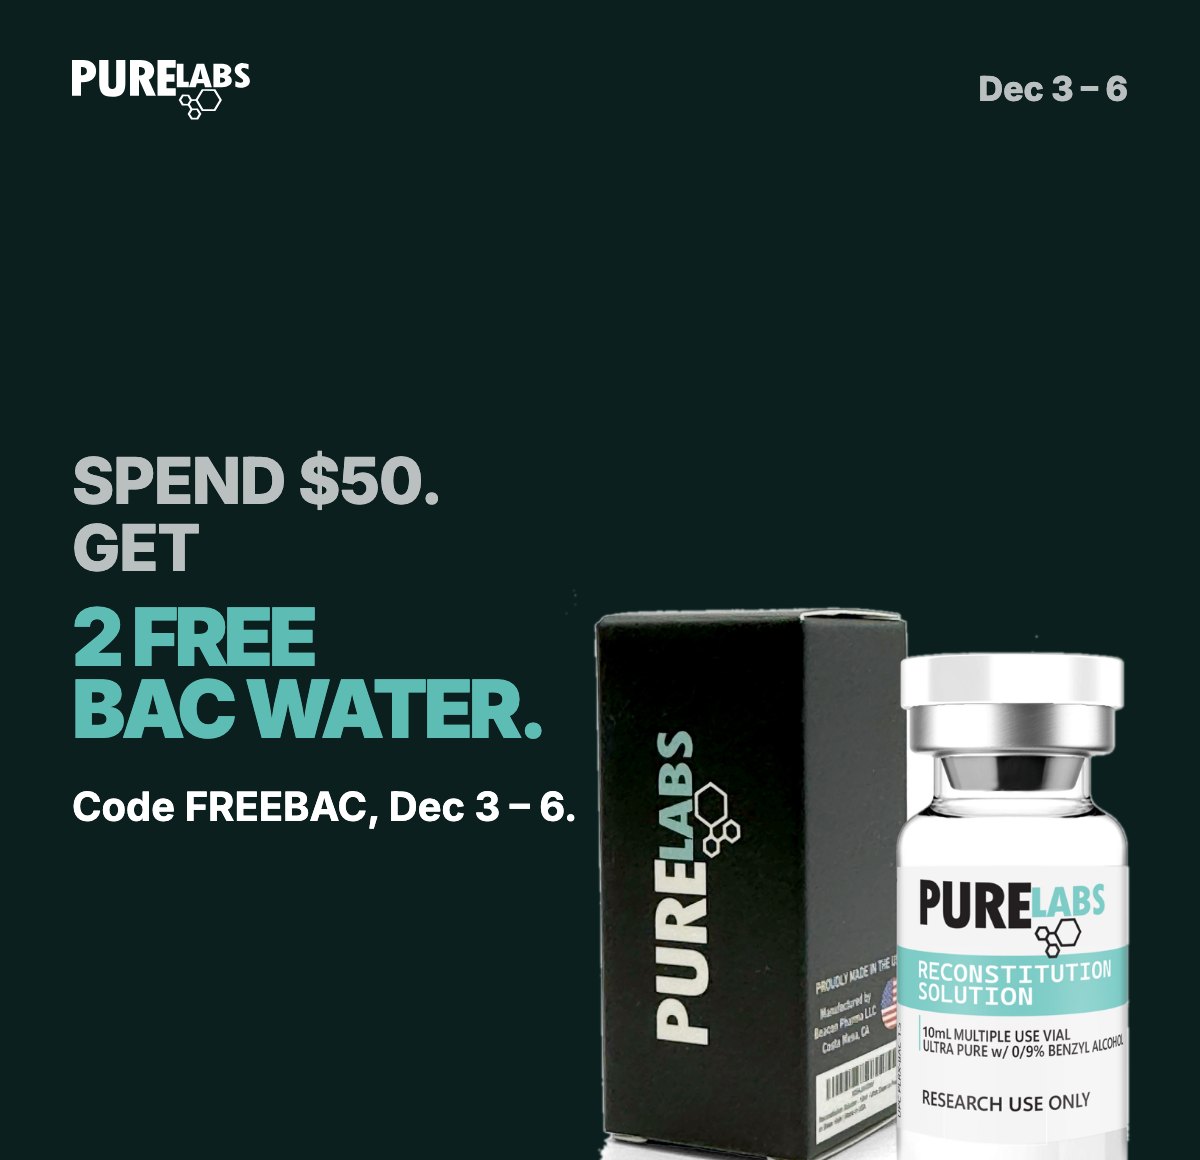 PURELABS
Dec 3 – 6
SPEND $50.
GET
2 FREE
BAC WATER.
Code FREEBAC, Dec 3 – 6.
PURELABS
PROUDLY MADE IN THE
Manufactured by
Beacon Pharma LLC
Costa Mesa, CA
PURELABS
RECONSTITUTION
SOLUTION
10mL MULTIPLE USE VIAL
ULTRA PURE w/ 0/9% BENZYL ALCOHOL
RESEARCH USE ONLY